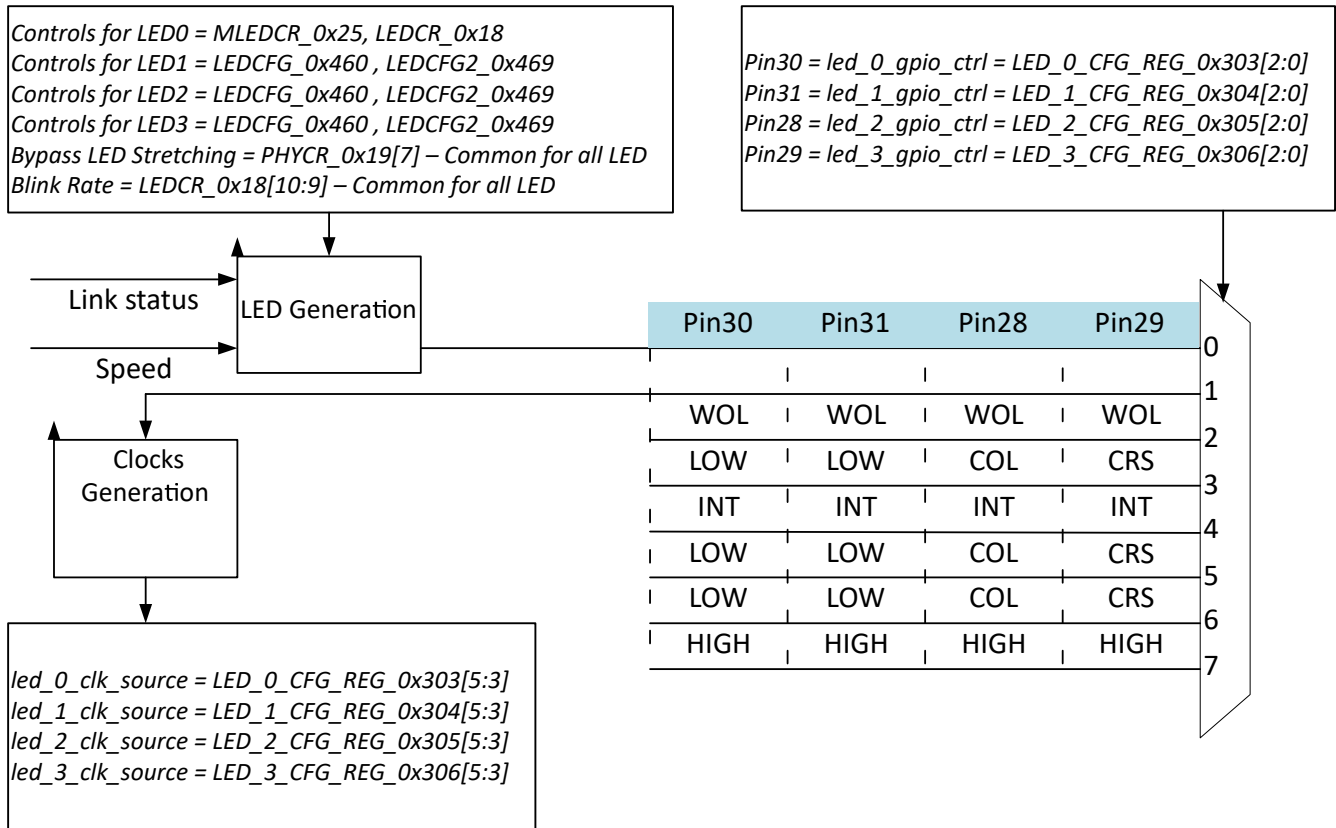 Controls for LED0 = MLEDCR_0x25, LEDCR_0x18
Controls for LED1 = LEDCFG_0x460 , LEDCFG2_0x469
Controls for LED2 = LEDCFG_0x460 , LEDCFG2_0x469
Controls for LED3 = LEDCFG_0x460 , LEDCFG2_0x469
Bypass LED Stretching = PHYCR_0x19[7] – Common for all LED
Blink Rate = LEDCR_0x18[10:9] – Common for all LED
Pin30 = led_0_gpio_ctrl = LED_0_CFG_REG_0x303[2:0]
Pin31 = led_1_gpio_ctrl = LED_1_CFG_REG_0x304[2:0]
Pin28 = led_2_gpio_ctrl = LED_2_CFG_REG_0x305[2:0]
Pin29 = led_3_gpio_ctrl = LED_3_CFG_REG_0x306[2:0]
Link status
Speed
LED Generation
Pin30 Pin31 Pin28 Pin29
0
1
WOL WOL WOL WOL
2
LOW LOW COL CRS
3
INT INT INT INT
4
LOW LOW COL CRS
5
LOW LOW COL CRS
6
HIGH HIGH HIGH HIGH
7
Clocks
Generation
led_0_clk_source = LED_0_CFG_REG_0x303[5:3]
led_1_clk_source = LED_1_CFG_REG_0x304[5:3]
led_2_clk_source = LED_2_CFG_REG_0x305[5:3]
led_3_clk_source = LED_3_CFG_REG_0x306[5:3]